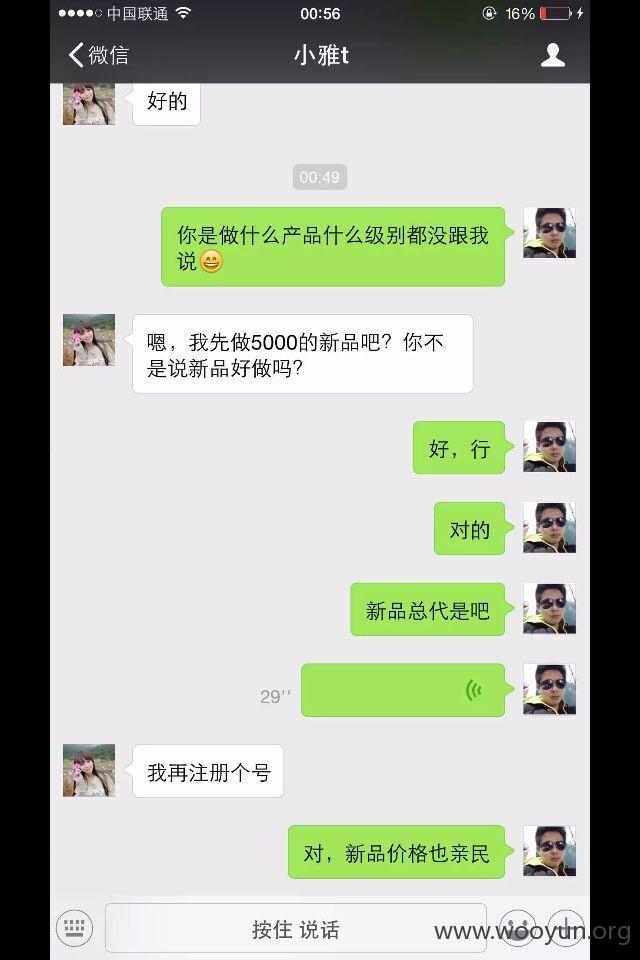 中国联通 00:56 16%
微信 小雅t
好的
00:49
你是做什么产品什么级别都没跟我
说
嗯，我先做5000的新品吧？你不
是说新品好做吗？
好，行
对的
新品总代是吧
29''
我再注册个号
对，新品价格也亲民
按住 说话
www.wooyun.org